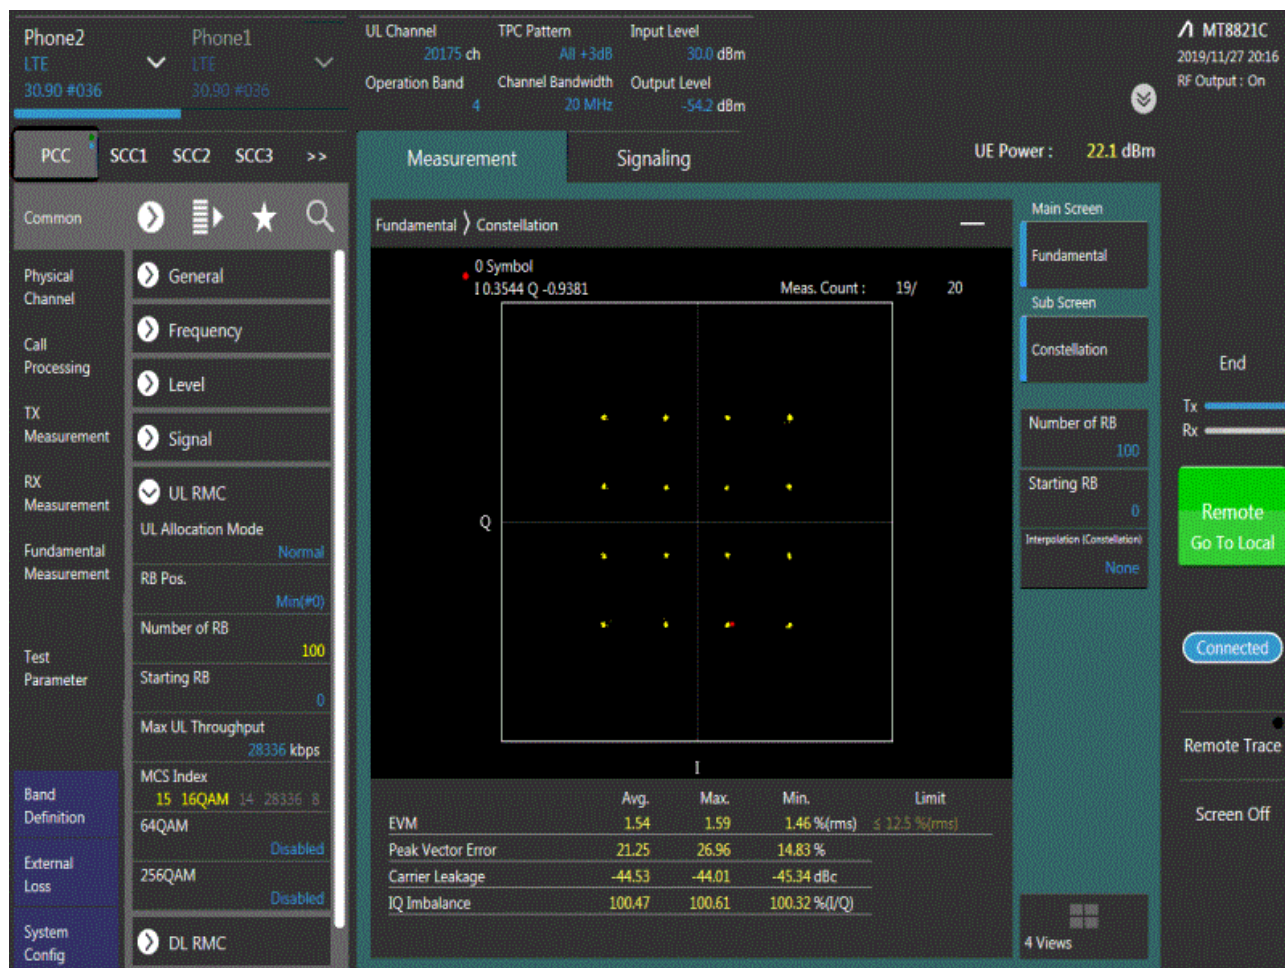 Phone2
LTE
30.90 #036
Phone1
LTE
30.90 #036
UL Channel
20175 ch
TPC Pattern
All +3dB
Input Level
30.0 dBm
Operation Band
4
Channel Bandwidth
20 MHz
Output Level
-54.2 dBm
MT8821C
2019/11/27 20:16
RF Output : On
PCC SCC1 SCC2 SCC3 >>
Measurement
Signaling
UE Power : 22.1 dBm
Common
Physical
Channel
Call
Processing
TX
Measurement
RX
Measurement
Fundamental
Measurement
Test
Parameter
Band
Definition
External
Loss
System
Config
General
Frequency
Level
Signal
UL RMC
UL Allocation Mode
Normal
RB Pos.
Min(#0)
Number of RB
100
Starting RB
0
Max UL Throughput
28336 kbps
MCS Index
15 16QAM 14 28336 8
64QAM
Disabled
256QAM
Disabled
DL RMC
Fundamental 〉Constellation
0 Symbol
I 0.3544 Q -0.9381
Meas. Count : 19/ 20
Q
I
Avg. Max. Min. Limit
EVM 1.54 1.59 1.46 %(rms) ≤ 12.5 %(rms)
Peak Vector Error 21.25 26.96 14.83 %
Carrier Leakage -44.53 -44.01 -45.34 dBc
IQ Imbalance 100.47 100.61 100.32 %(I/Q)
Main Screen
Fundamental
Sub Screen
Constellation
Number of RB
100
Starting RB
0
Interpolation (Constellation)
None
4 Views
End
Tx
Rx
Remote
Go To Local
Connected
Remote Trace
Screen Off